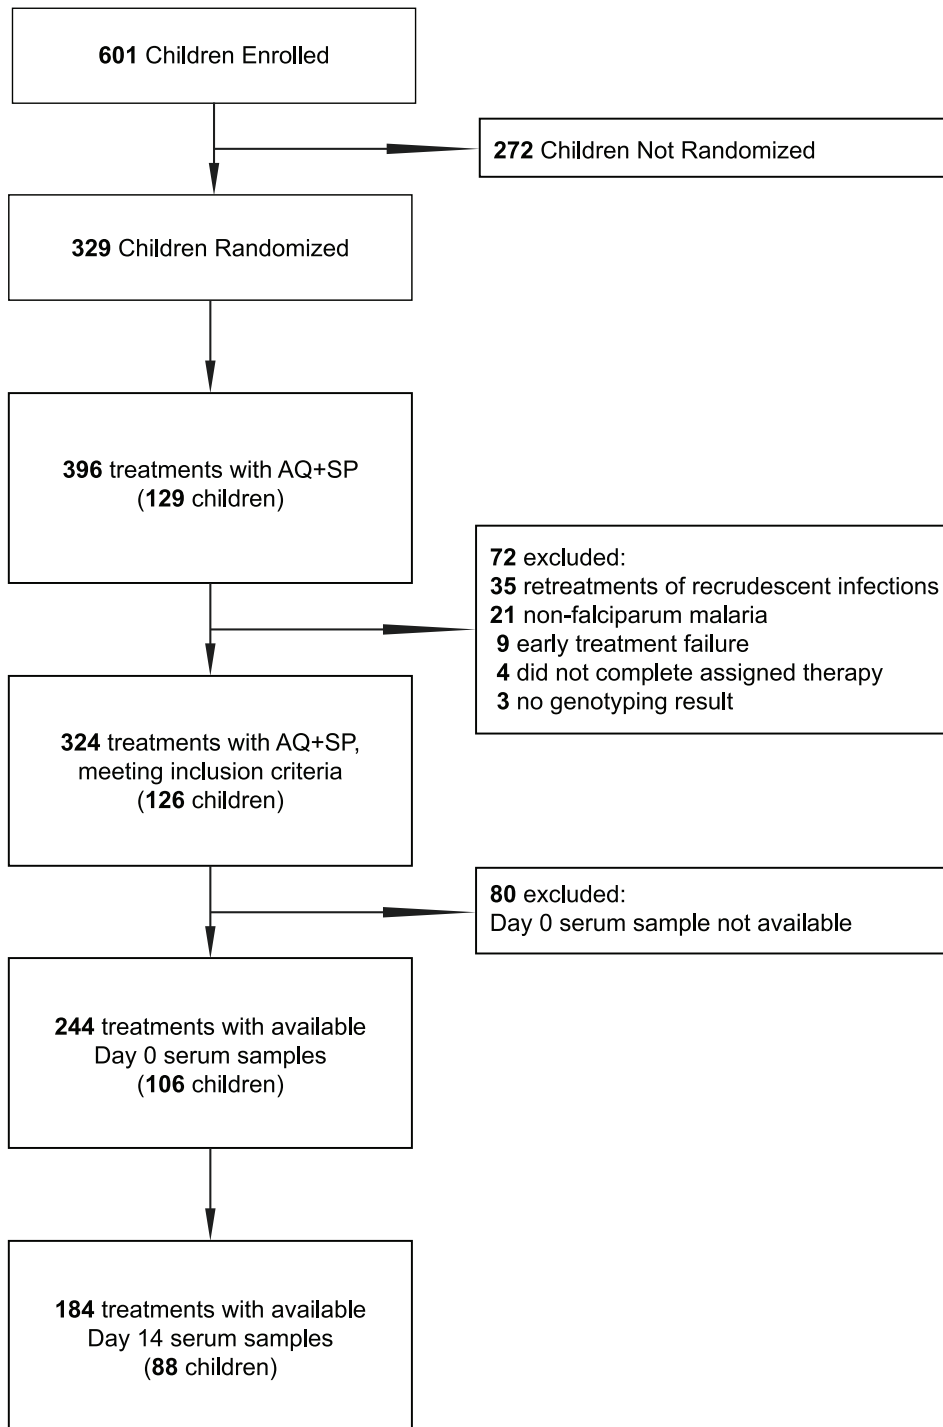 601 Children Enrolled
272 Children Not Randomized
329 Children Randomized
396 treatments with AQ+SP
(129 children)
72 excluded:
35 retreatments of recrudescent infections
21 non-falciparum malaria
9 early treatment failure
4 did not complete assigned therapy
3 no genotyping result
324 treatments with AQ+SP,
meeting inclusion criteria
(126 children)
80 excluded:
Day 0 serum sample not available
244 treatments with available
Day 0 serum samples
(106 children)
184 treatments with available
Day 14 serum samples
(88 children)